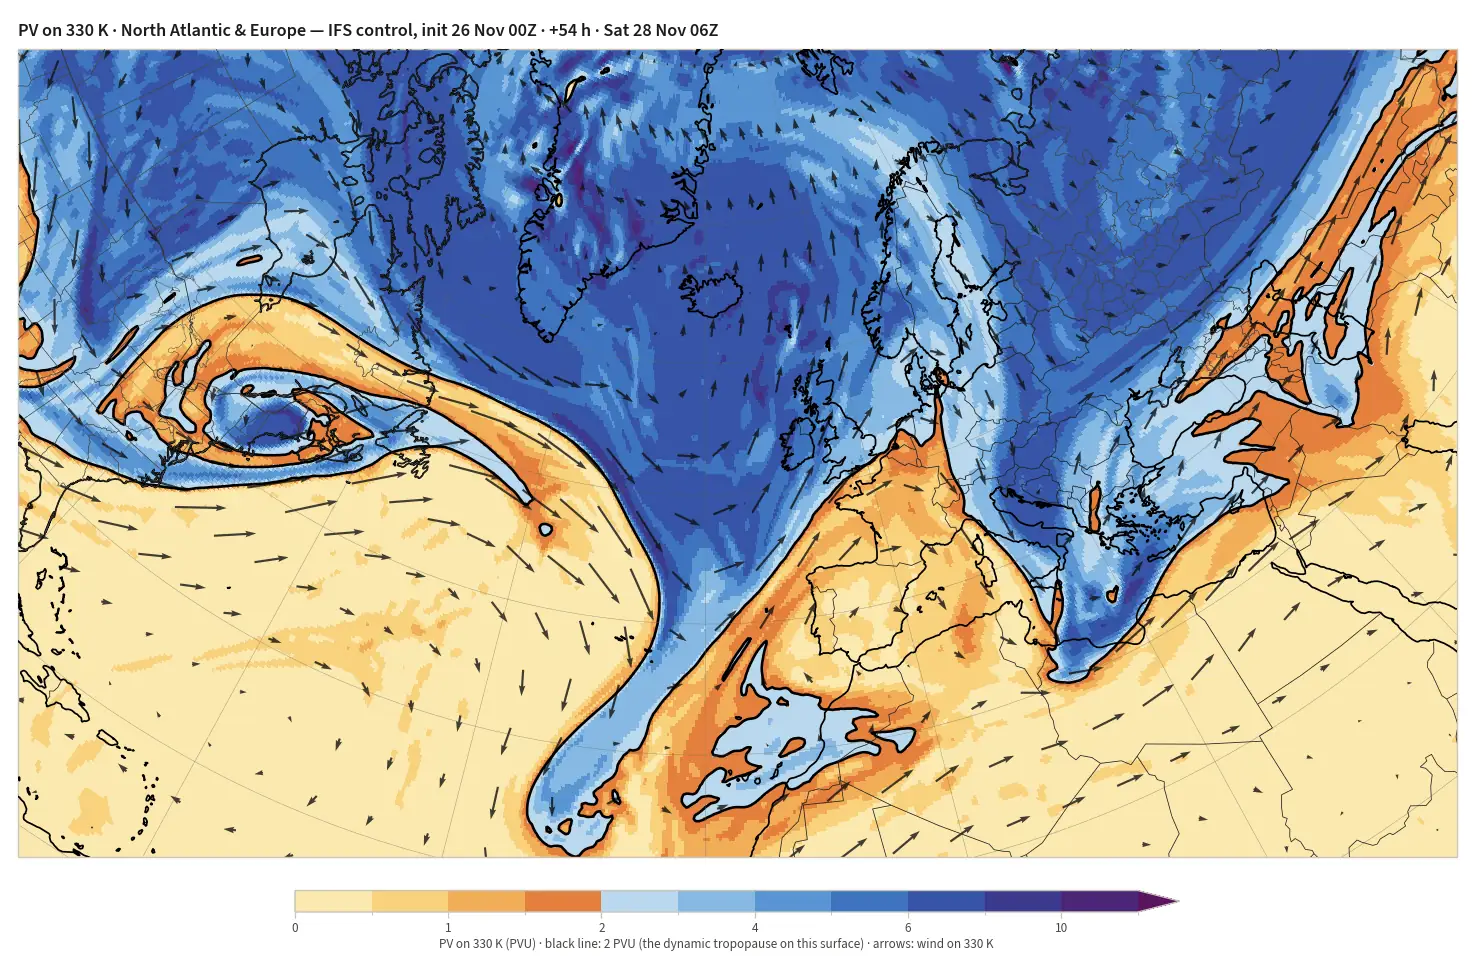 PV on 330 K · North Atlantic & Europe — IFS control, init 26 Nov 00Z · +54 h · Sat 28 Nov 06Z
0 1 2 4 6 10
PV on 330 K (PVU) · black line: 2 PVU (the dynamic tropopause on this surface) · arrows: wind on 330 K